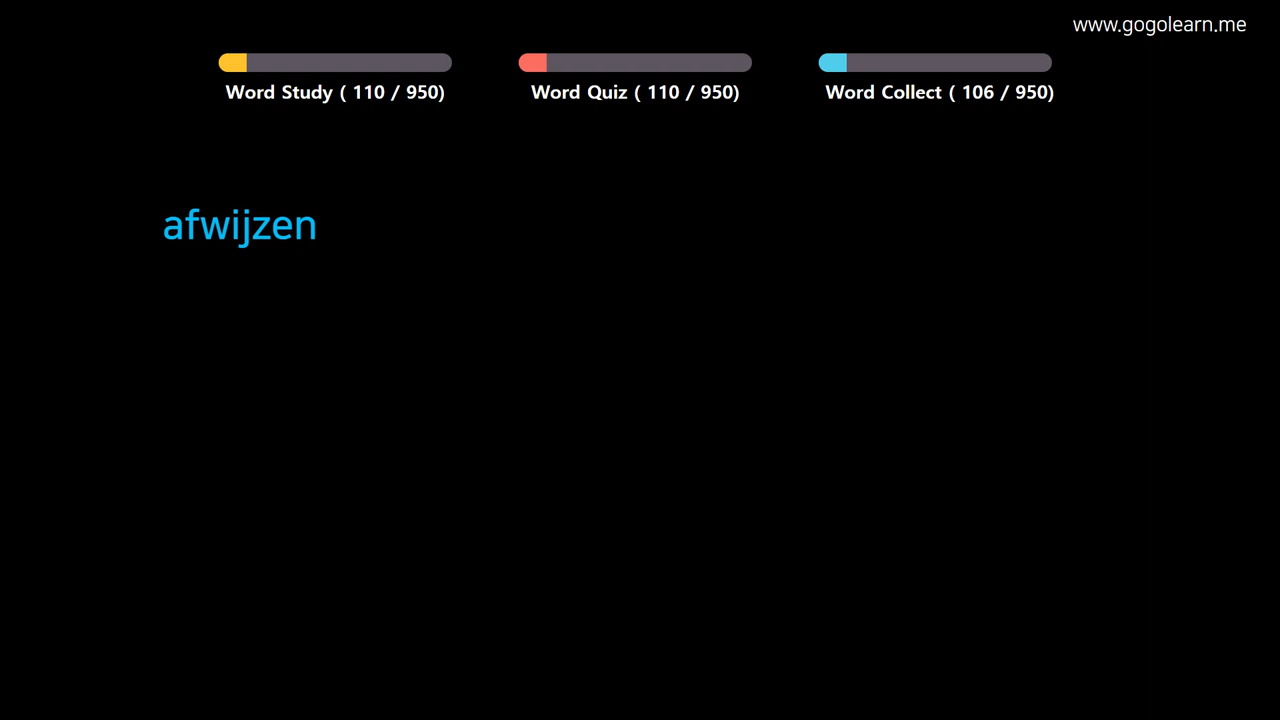 www.gogolearn.me
Word Study ( 110 / 950)
Word Quiz ( 110 / 950)
Word Collect ( 106 / 950)
afwijzen